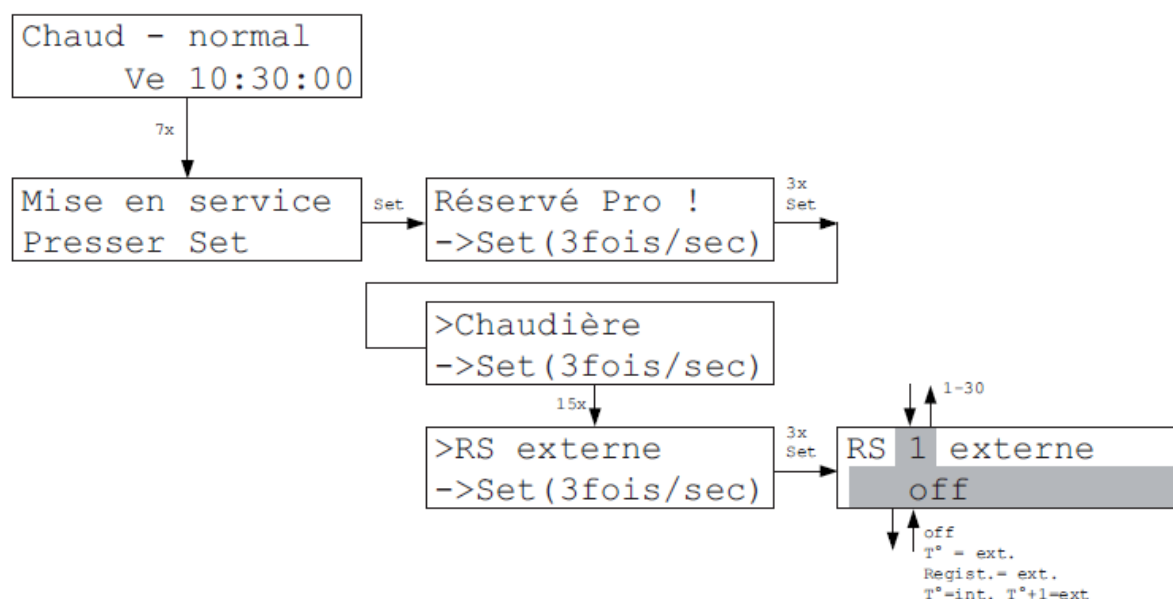 Chaud - normal
Ve 10:30:00
7x
Mise en service
Presser Set
Set
Réservé Pro !
->Set(3fois/sec)
3x
Set
>Chaudière
->Set(3fois/sec)
15x
>RS externe
->Set(3fois/sec)
3x
Set
1-30
RS 1 externe
off
off
T° = ext.
Regist.= ext.
T°=int. T°+1=ext